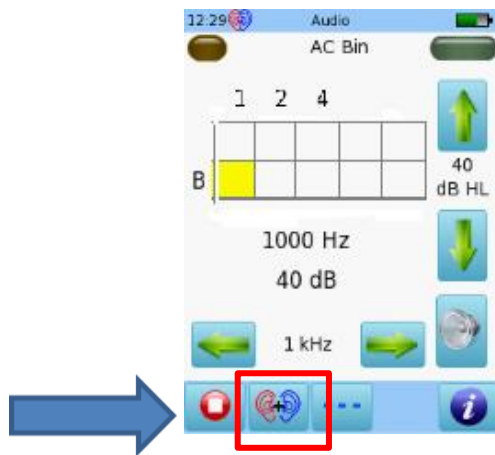 12:29 Audio
AC Bin
1 2 4
B
40
dB HL
1000 Hz
40 dB
1 kHz
+ - - -
i